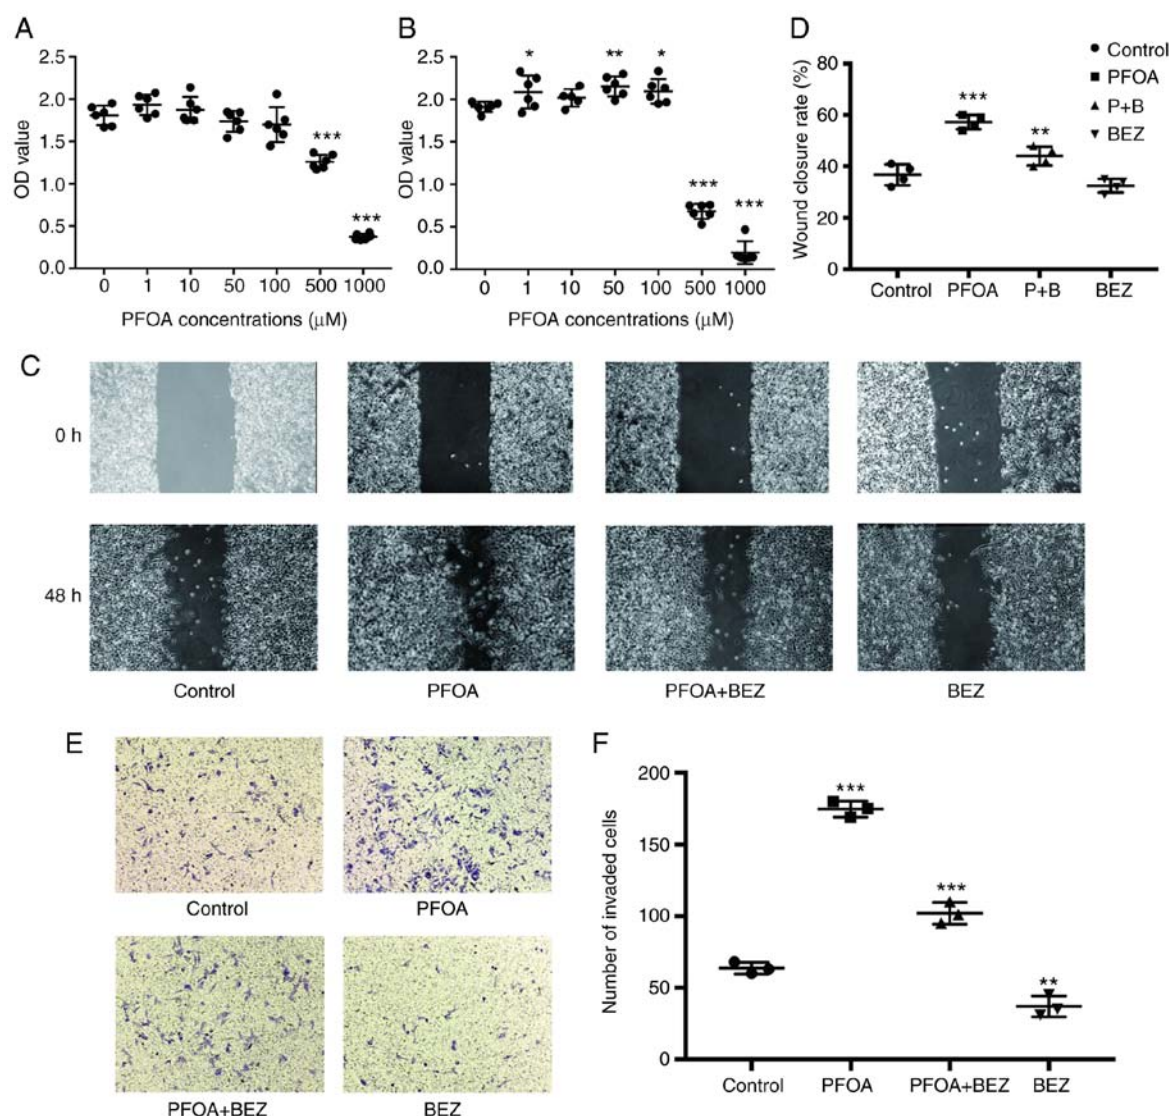 A
2.5
2.0
1.5
1.0
0.5
0.0
OD value
***
***
0 1 10 50 100 500 1000
PFOA concentrations (μM)
B
2.5
2.0
1.5
1.0
0.5
0.0
OD value
* ** *
***
***
0 1 10 50 100 500 1000
PFOA concentrations (μM)
D
Control
PFOA
P+B
BEZ
80
60
40
20
0
Wound closure rate (%)
***
**
Control PFOA P+B BEZ
C
0 h
48 h
Control PFOA PFOA+BEZ BEZ
E
Control PFOA
PFOA+BEZ BEZ
F
200
150
100
50
0
Number of invaded cells
***
***
**
Control PFOA PFOA+BEZ BEZ